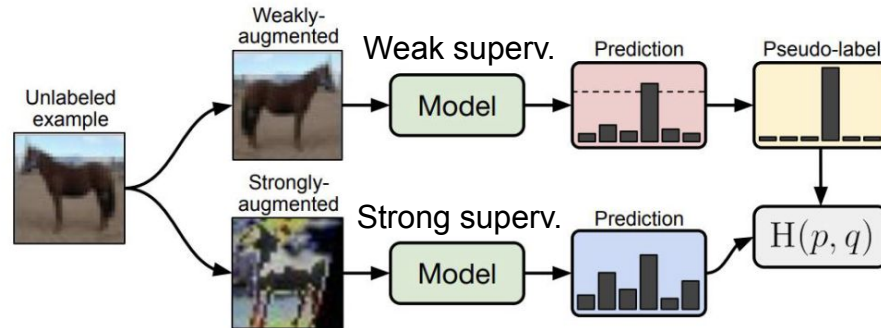 Weakly-
augmented
Weak superv.
Prediction
Pseudo-label
Unlabeled
example
Model
Strongly-
augmented
Strong superv.
Prediction
Model
H(p, q)